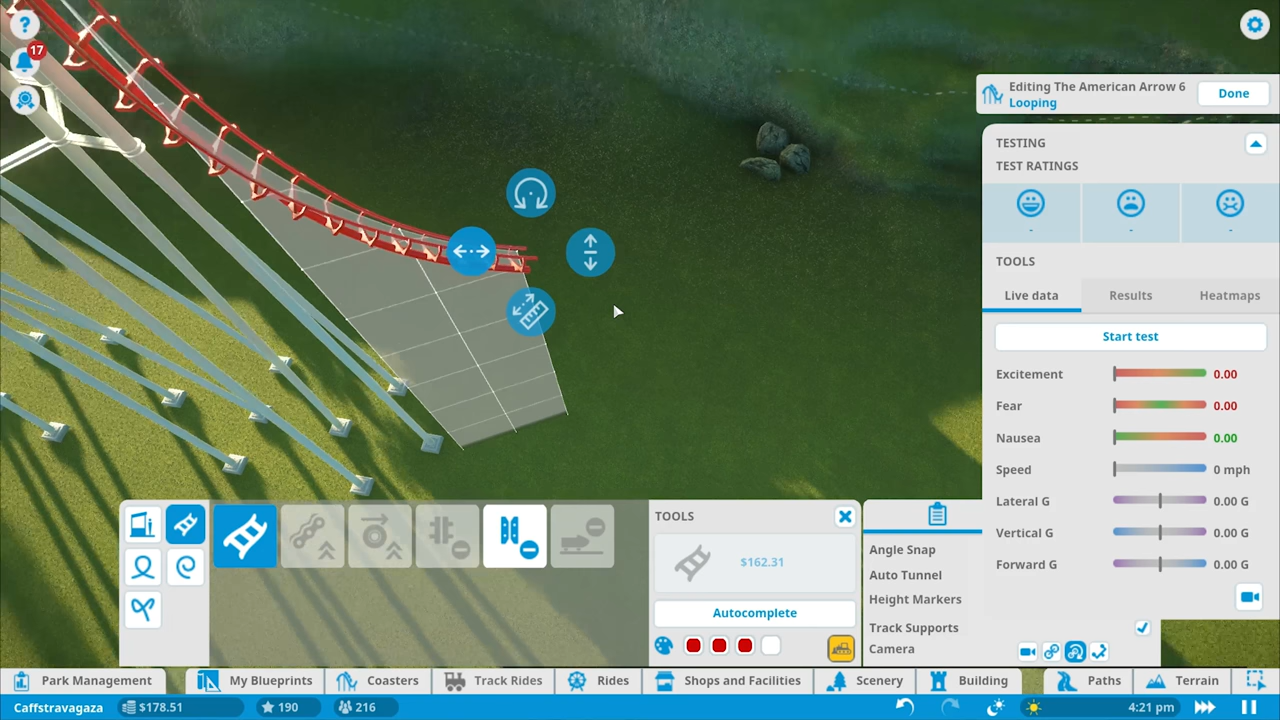 ?
17
Editing The American Arrow 6
Looping
Done
TESTING
TEST RATINGS
- - -
TOOLS
Live data Results Heatmaps
Start test
Excitement 0.00
Fear 0.00
Nausea 0.00
Speed 0 mph
Lateral G 0.00 G
Vertical G 0.00 G
Forward G 0.00 G
TOOLS
$162.31
Autocomplete
Angle Snap
Auto Tunnel
Height Markers
Track Supports
Camera
Park Management My Blueprints Coasters Track Rides Rides Shops and Facilities Scenery Building Paths Terrain
Caffstravagaza $178.51 190 216 4:21 pm